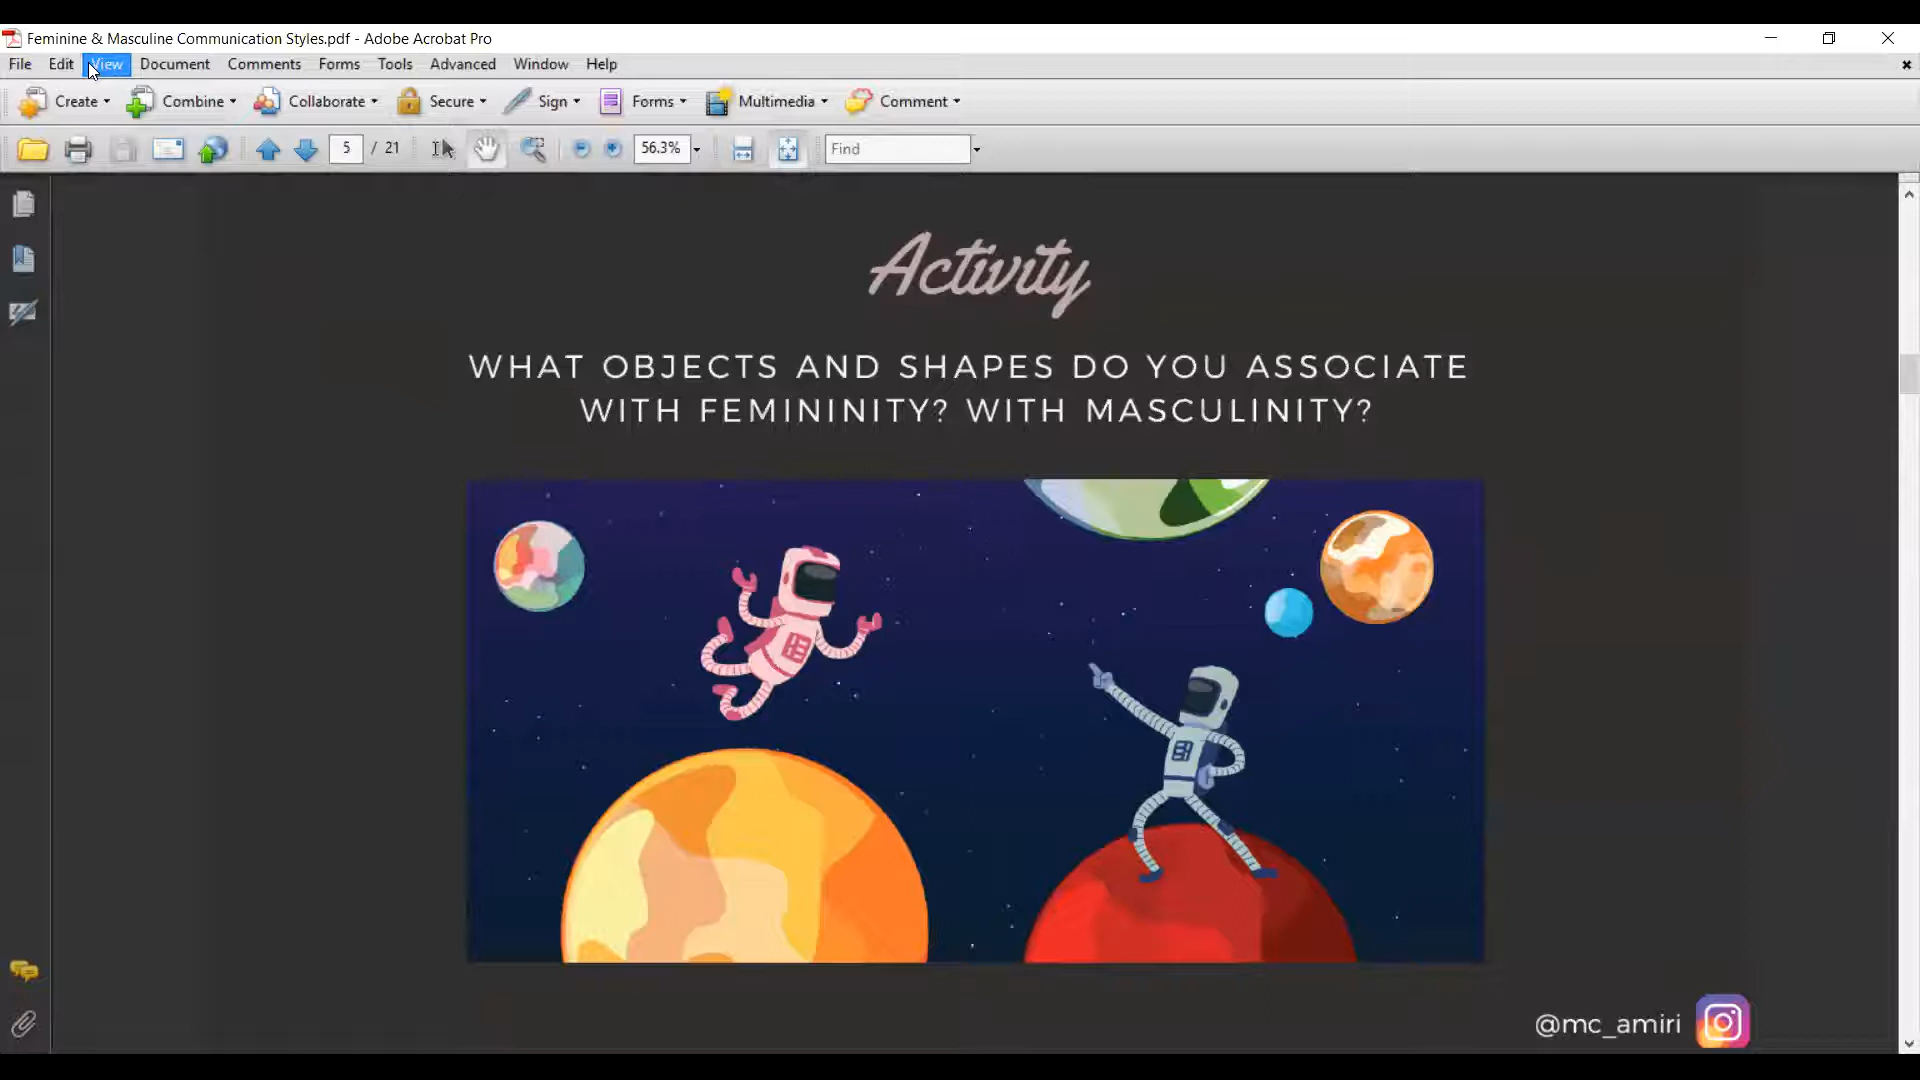 Feminine & Masculine Communication Styles.pdf - Adobe Acrobat Pro
File Edit View Document Comments Forms Tools Advanced Window Help
Create Combine Collaborate Secure Sign Forms Multimedia Comment
5 / 21 56.3% Find
Activity
WHAT OBJECTS AND SHAPES DO YOU ASSOCIATE
WITH FEMININITY? WITH MASCULINITY?
@mc_amiri